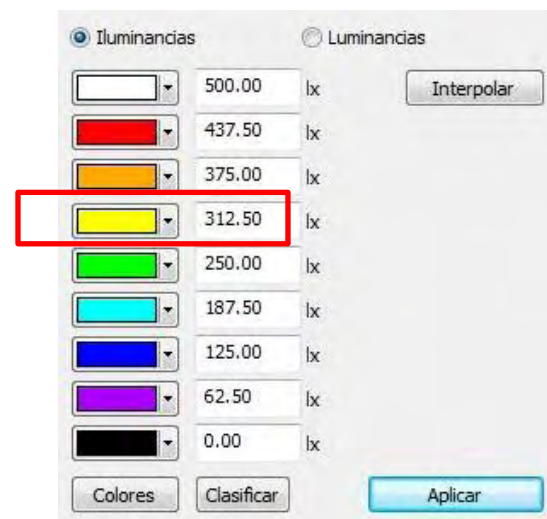 Iluminancias Luminancias
500.00 lx Interpolar
437.50 lx
375.00 lx
312.50 lx
250.00 lx
187.50 lx
125.00 lx
62.50 lx
0.00 lx
Colores Clasificar Aplicar